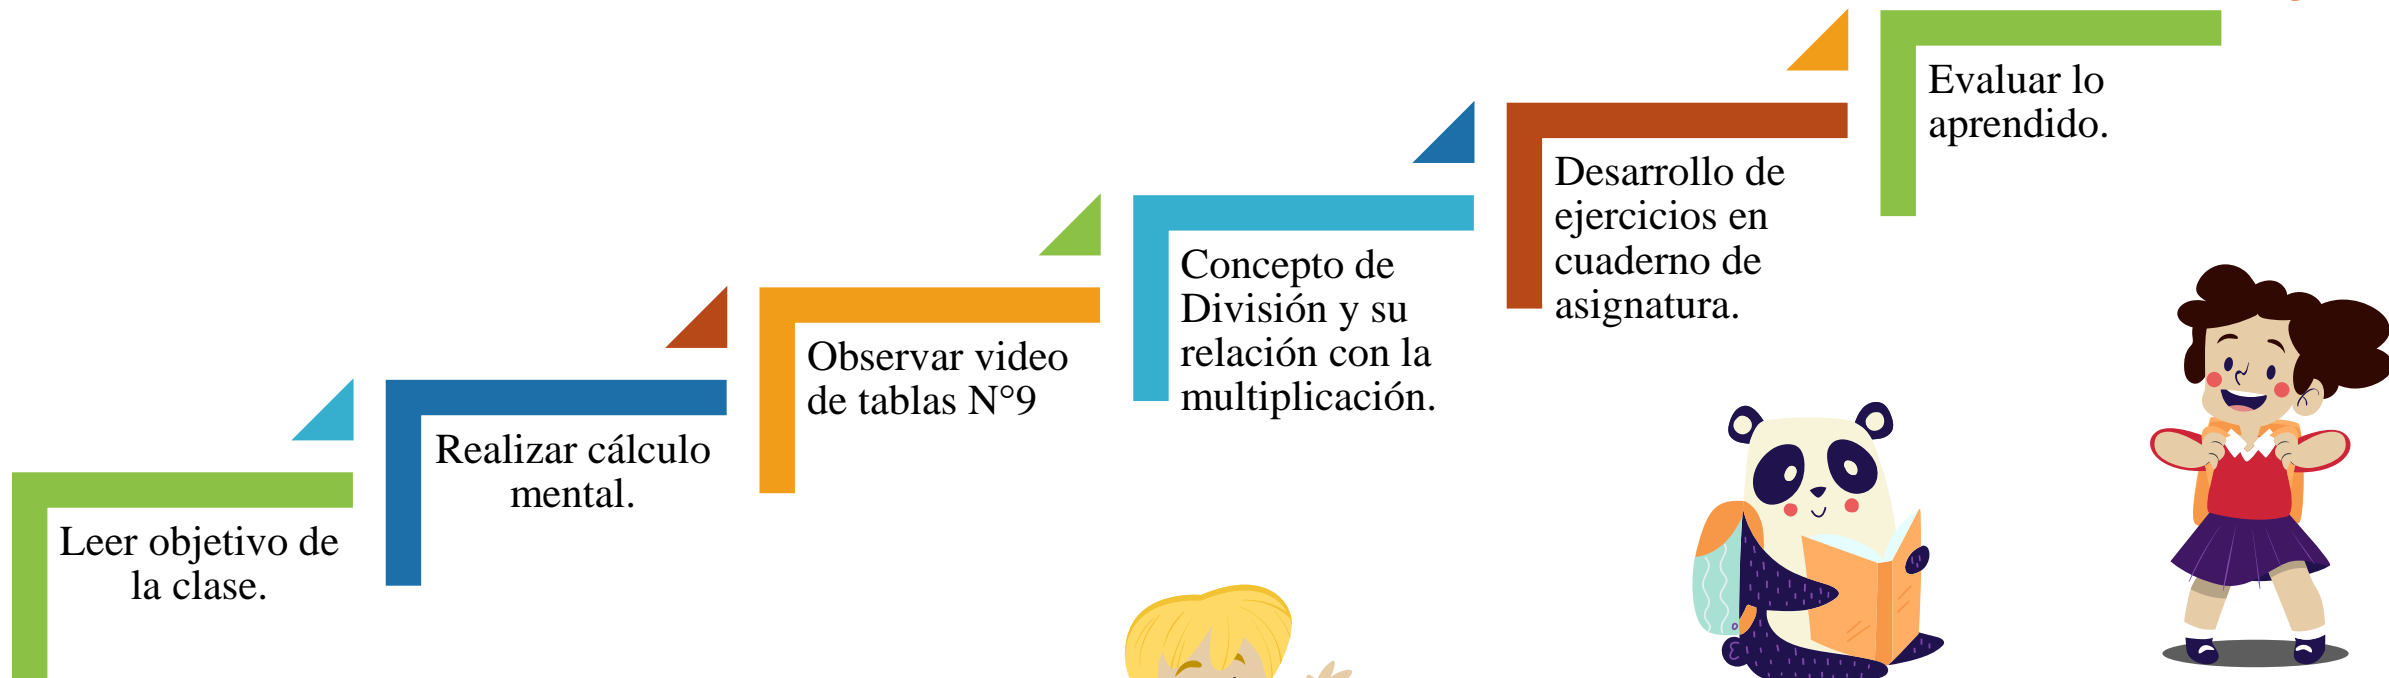 Leer objetivo de
la clase.
Realizar cálculo
mental.
Observar video
de tablas N°9
Concepto de
División y su
relación con la
multiplicación.
Desarrollo de
ejercicios en
cuaderno de
asignatura.
Evaluar lo
aprendido.